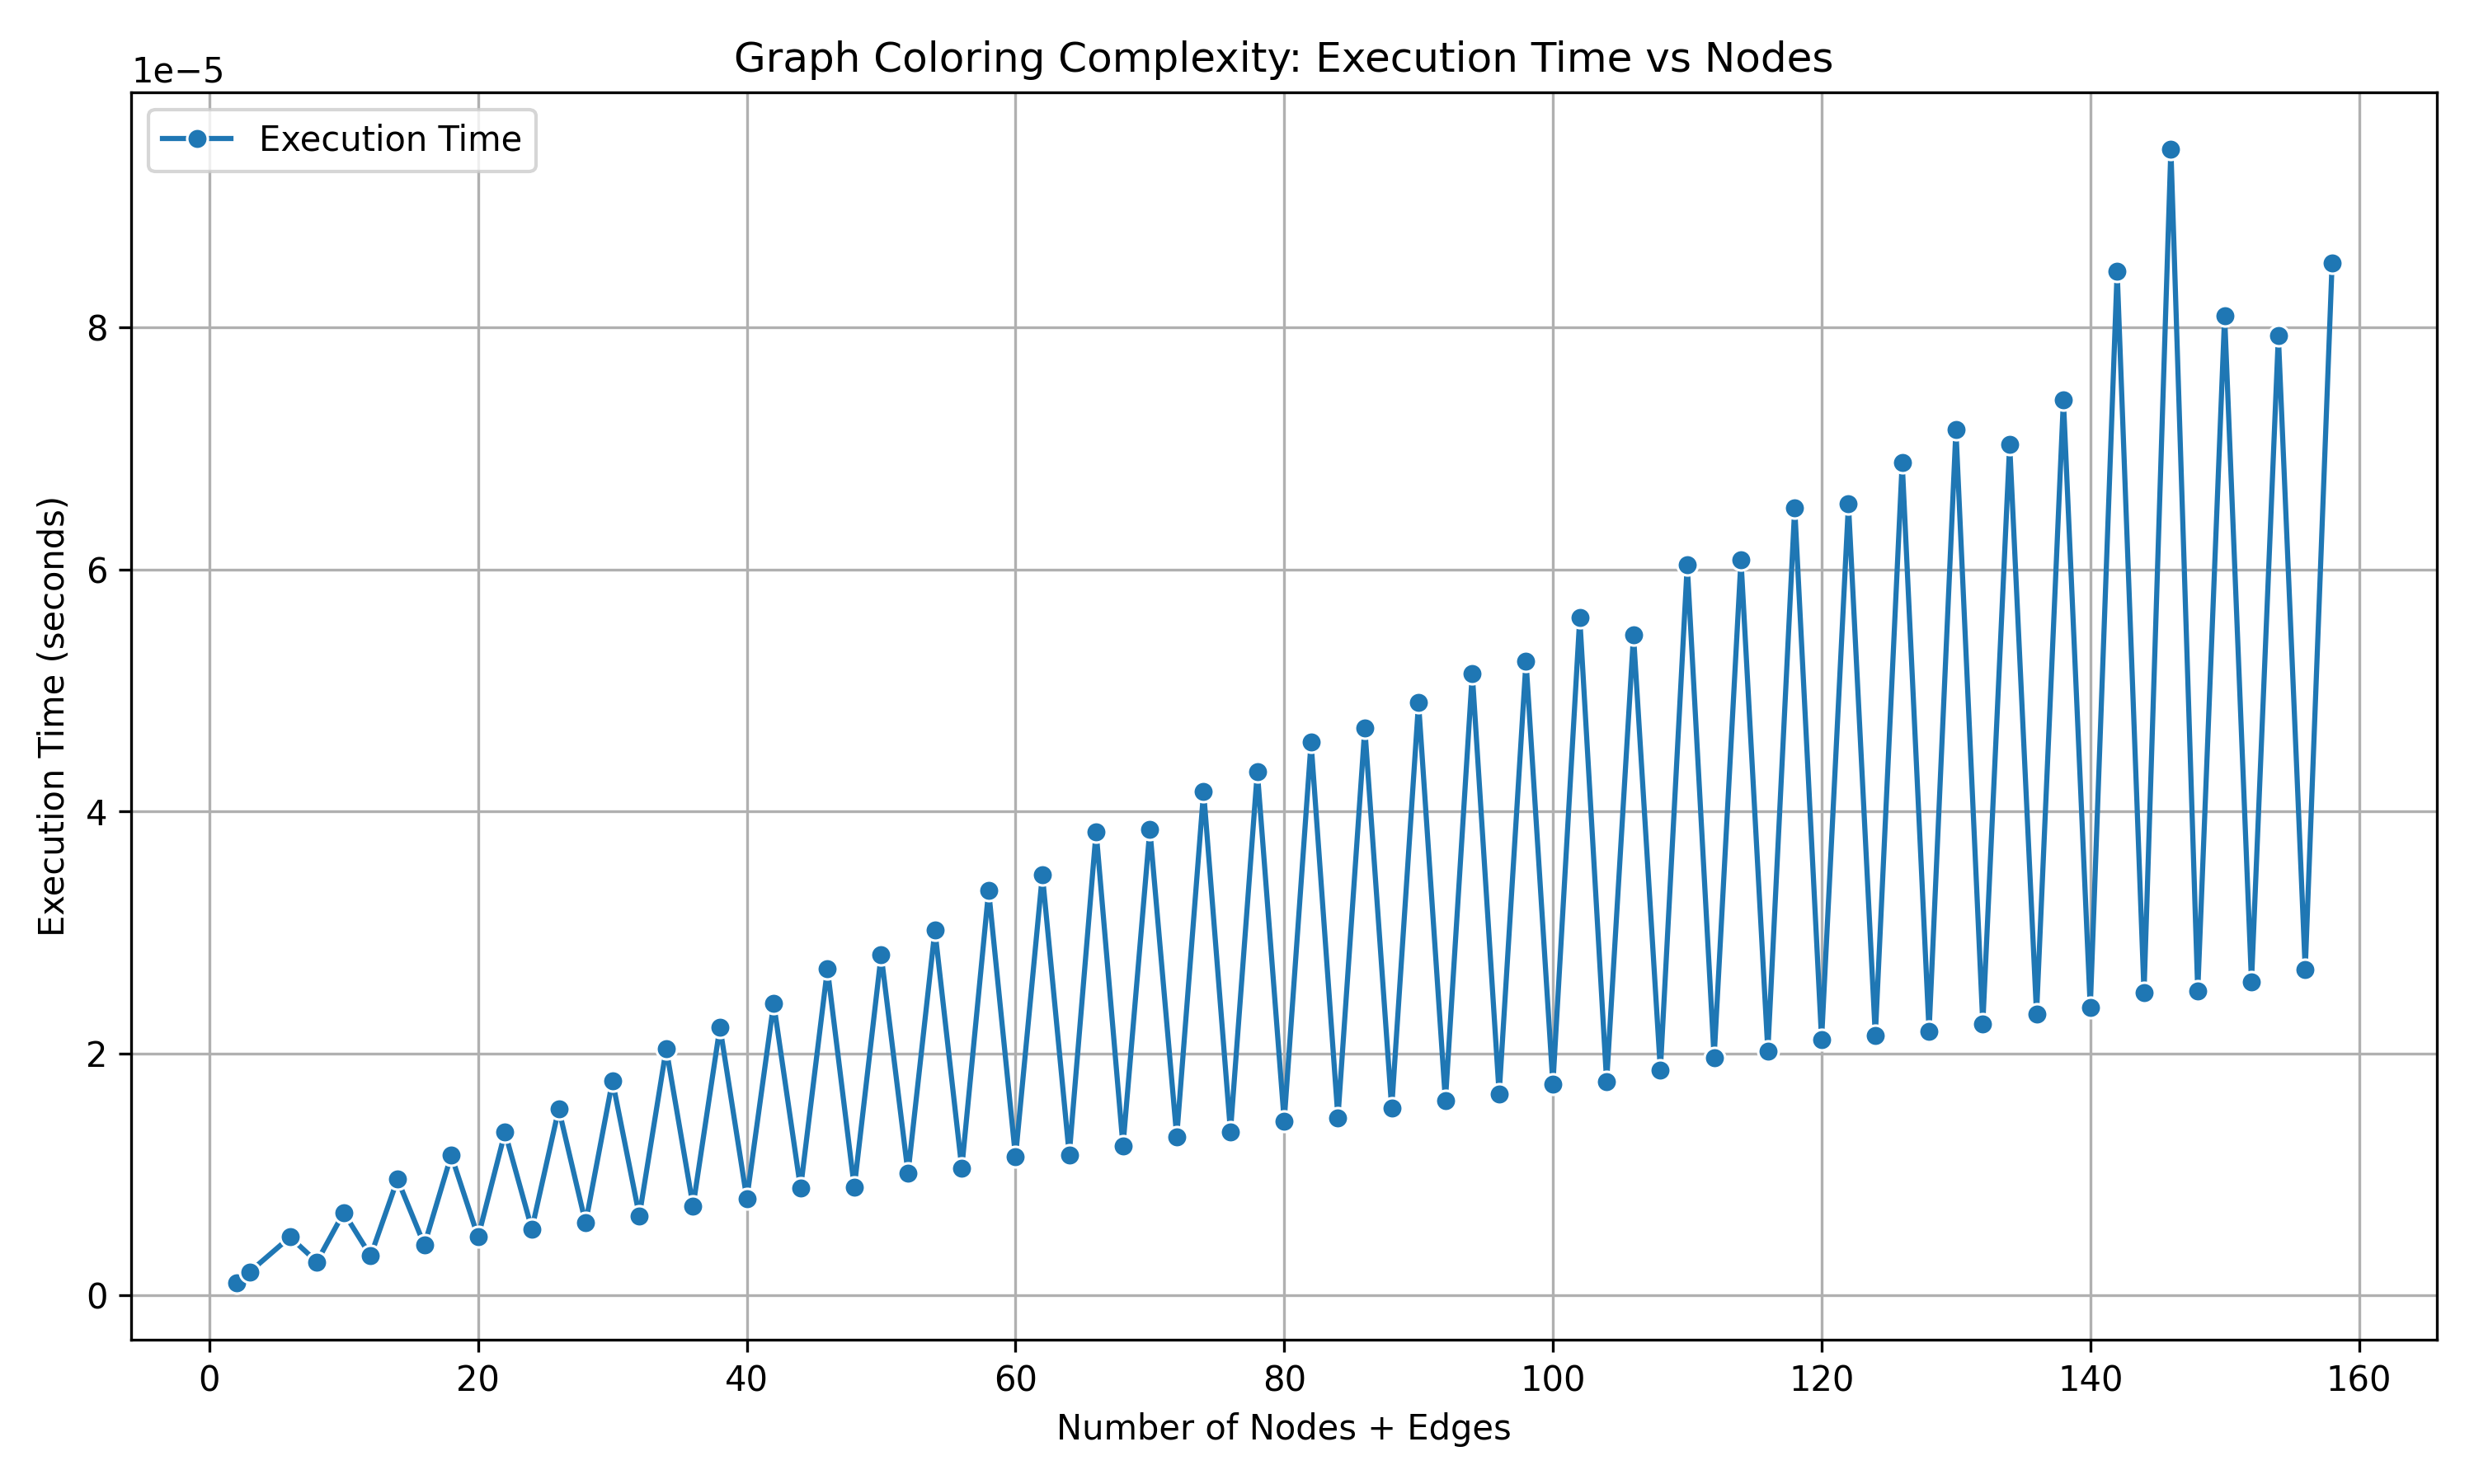 Graph Coloring Complexity: Execution Time vs Nodes
1e−5
Execution Time
Execution Time (seconds)
8
6
4
2
0
0 20 40 60 80 100 120 140 160
Number of Nodes + Edges